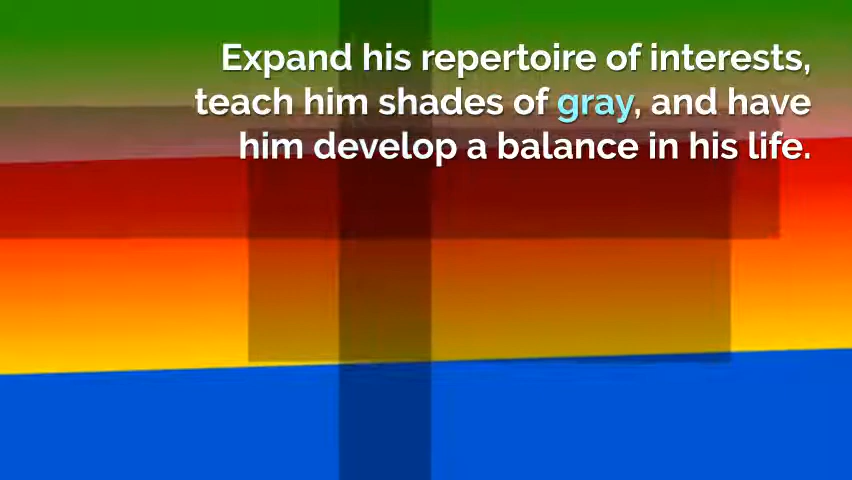 Expand his repertoire of interests,
teach him shades of gray, and have
him develop a balance in his life.